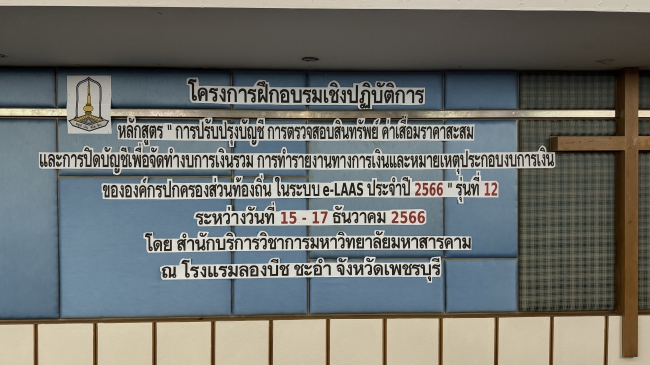 โครงการฝึกอบรมเชิงปฏิบัติการ
หลักสูตร " การปรับปรุงบัญชี การตรวจสอบสินทรัพย์ ค่าเสื่อมราคาสะสม
และการปิดบัญชีเพื่อจัดทำงบการเงินรวม การทำรายงานทางการเงินและหมายเหตุประกอบงบการเงิน
ขององค์กรปกครองส่วนท้องถิ่น ในระบบ e-LAAS ประจำปี 2566 " รุ่นที่ 12
ระหว่างวันที่ 15 - 17 ธันวาคม 2566
โดย สำนักบริการวิชาการมหาวิทยาลัยมหาสารคาม
ณ โรงแรมลองบีช ชะอำ จังหวัดเพชรบุรี